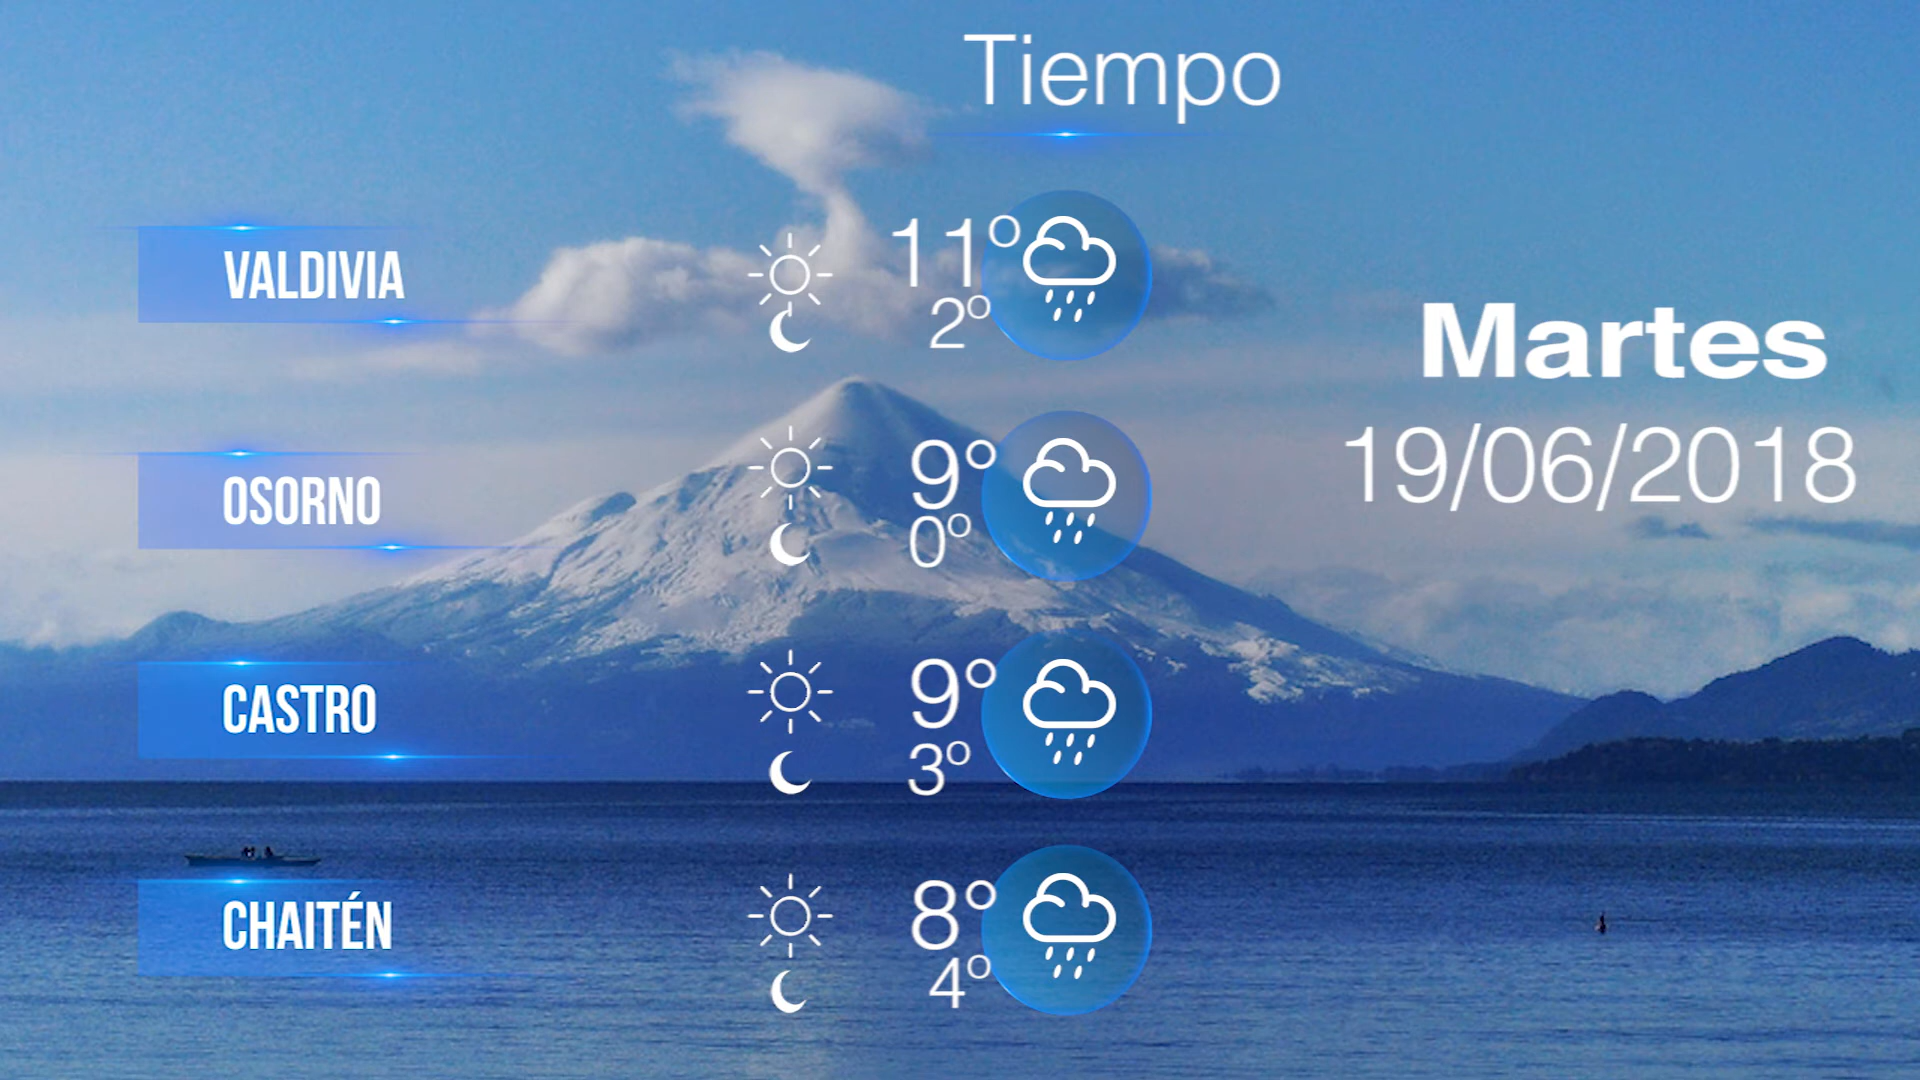 Tiempo
VALDIVIA
11°
2°
OSORNO
9°
0°
CASTRO
9°
3°
CHAITÉN
8°
4°
Martes
19/06/2018